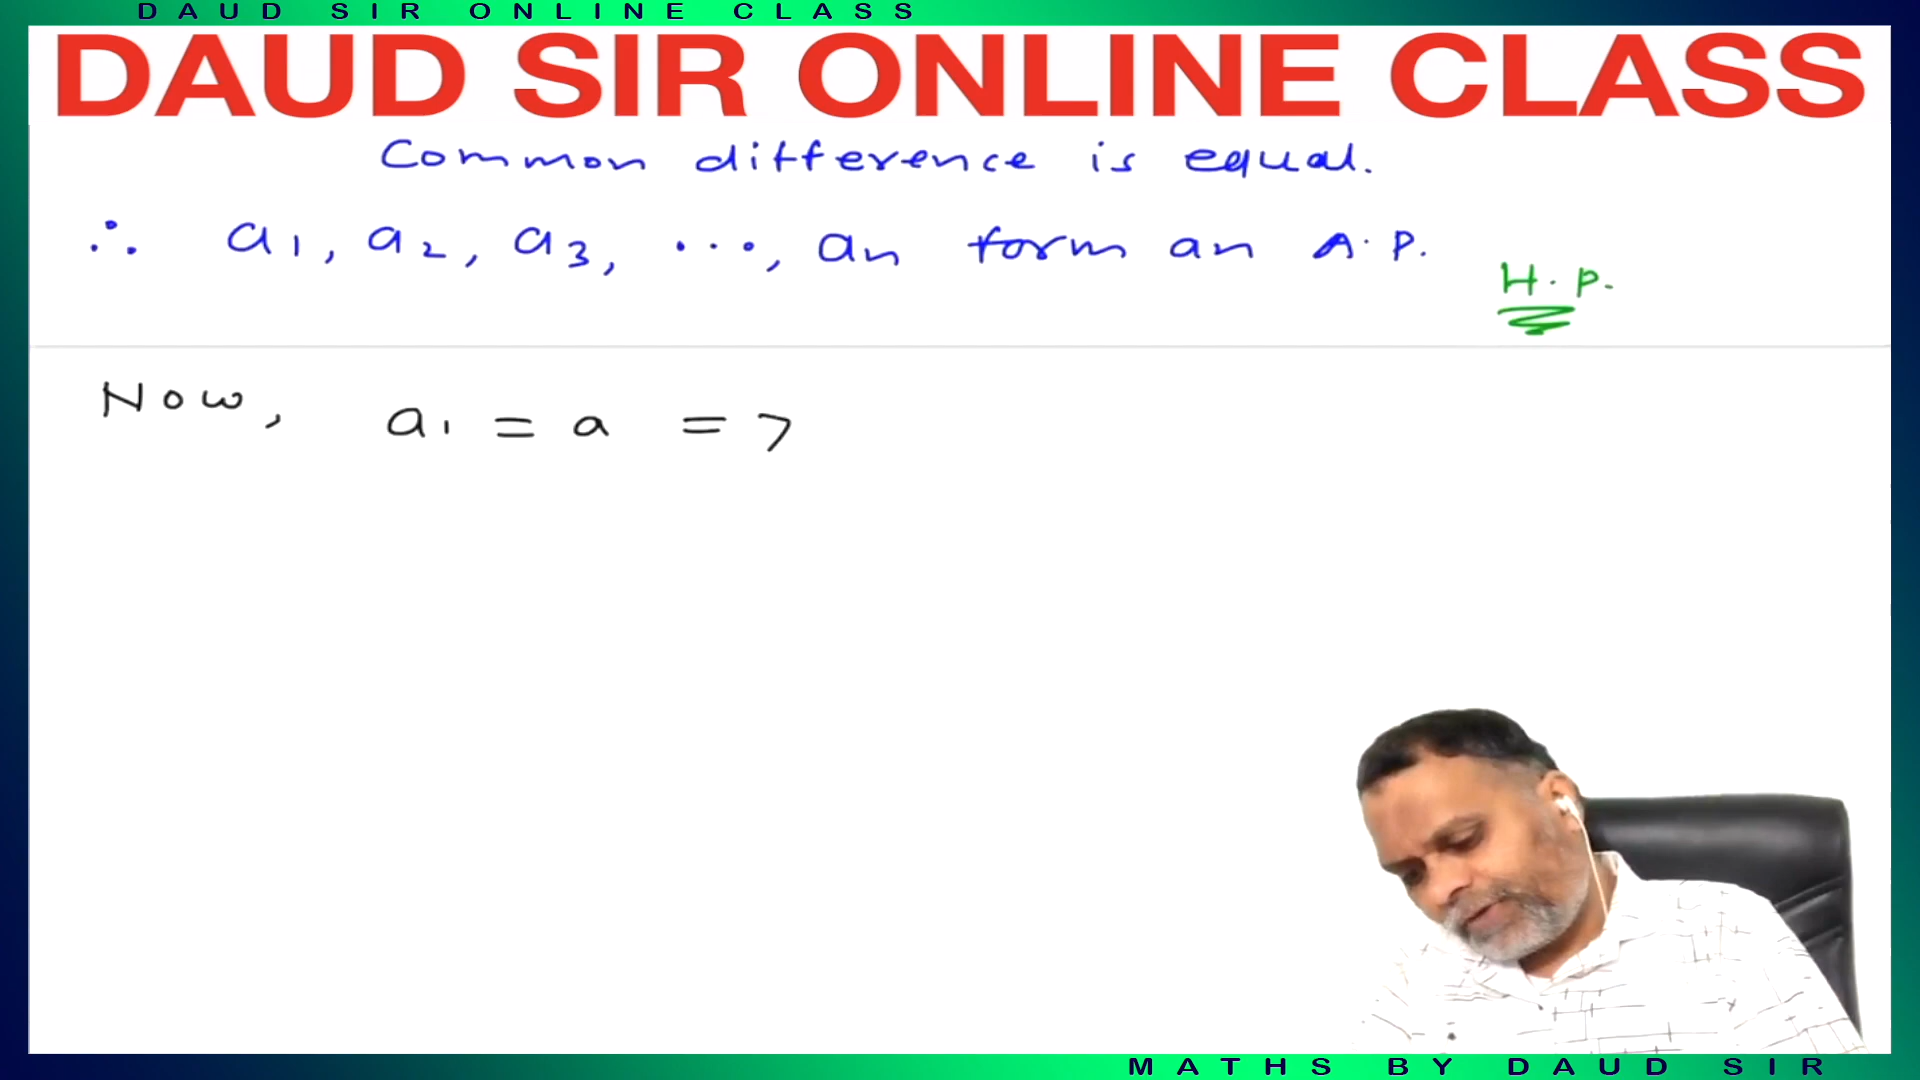 DAUD SIR ONLINE CLASS
DAUD SIR ONLINE CLASS
Common difference is equal.
∴ a1, a2, a3, ..., an form an A.P.
H.P.
Now, a1 = a = 7
MATHS BY DAUD SIR